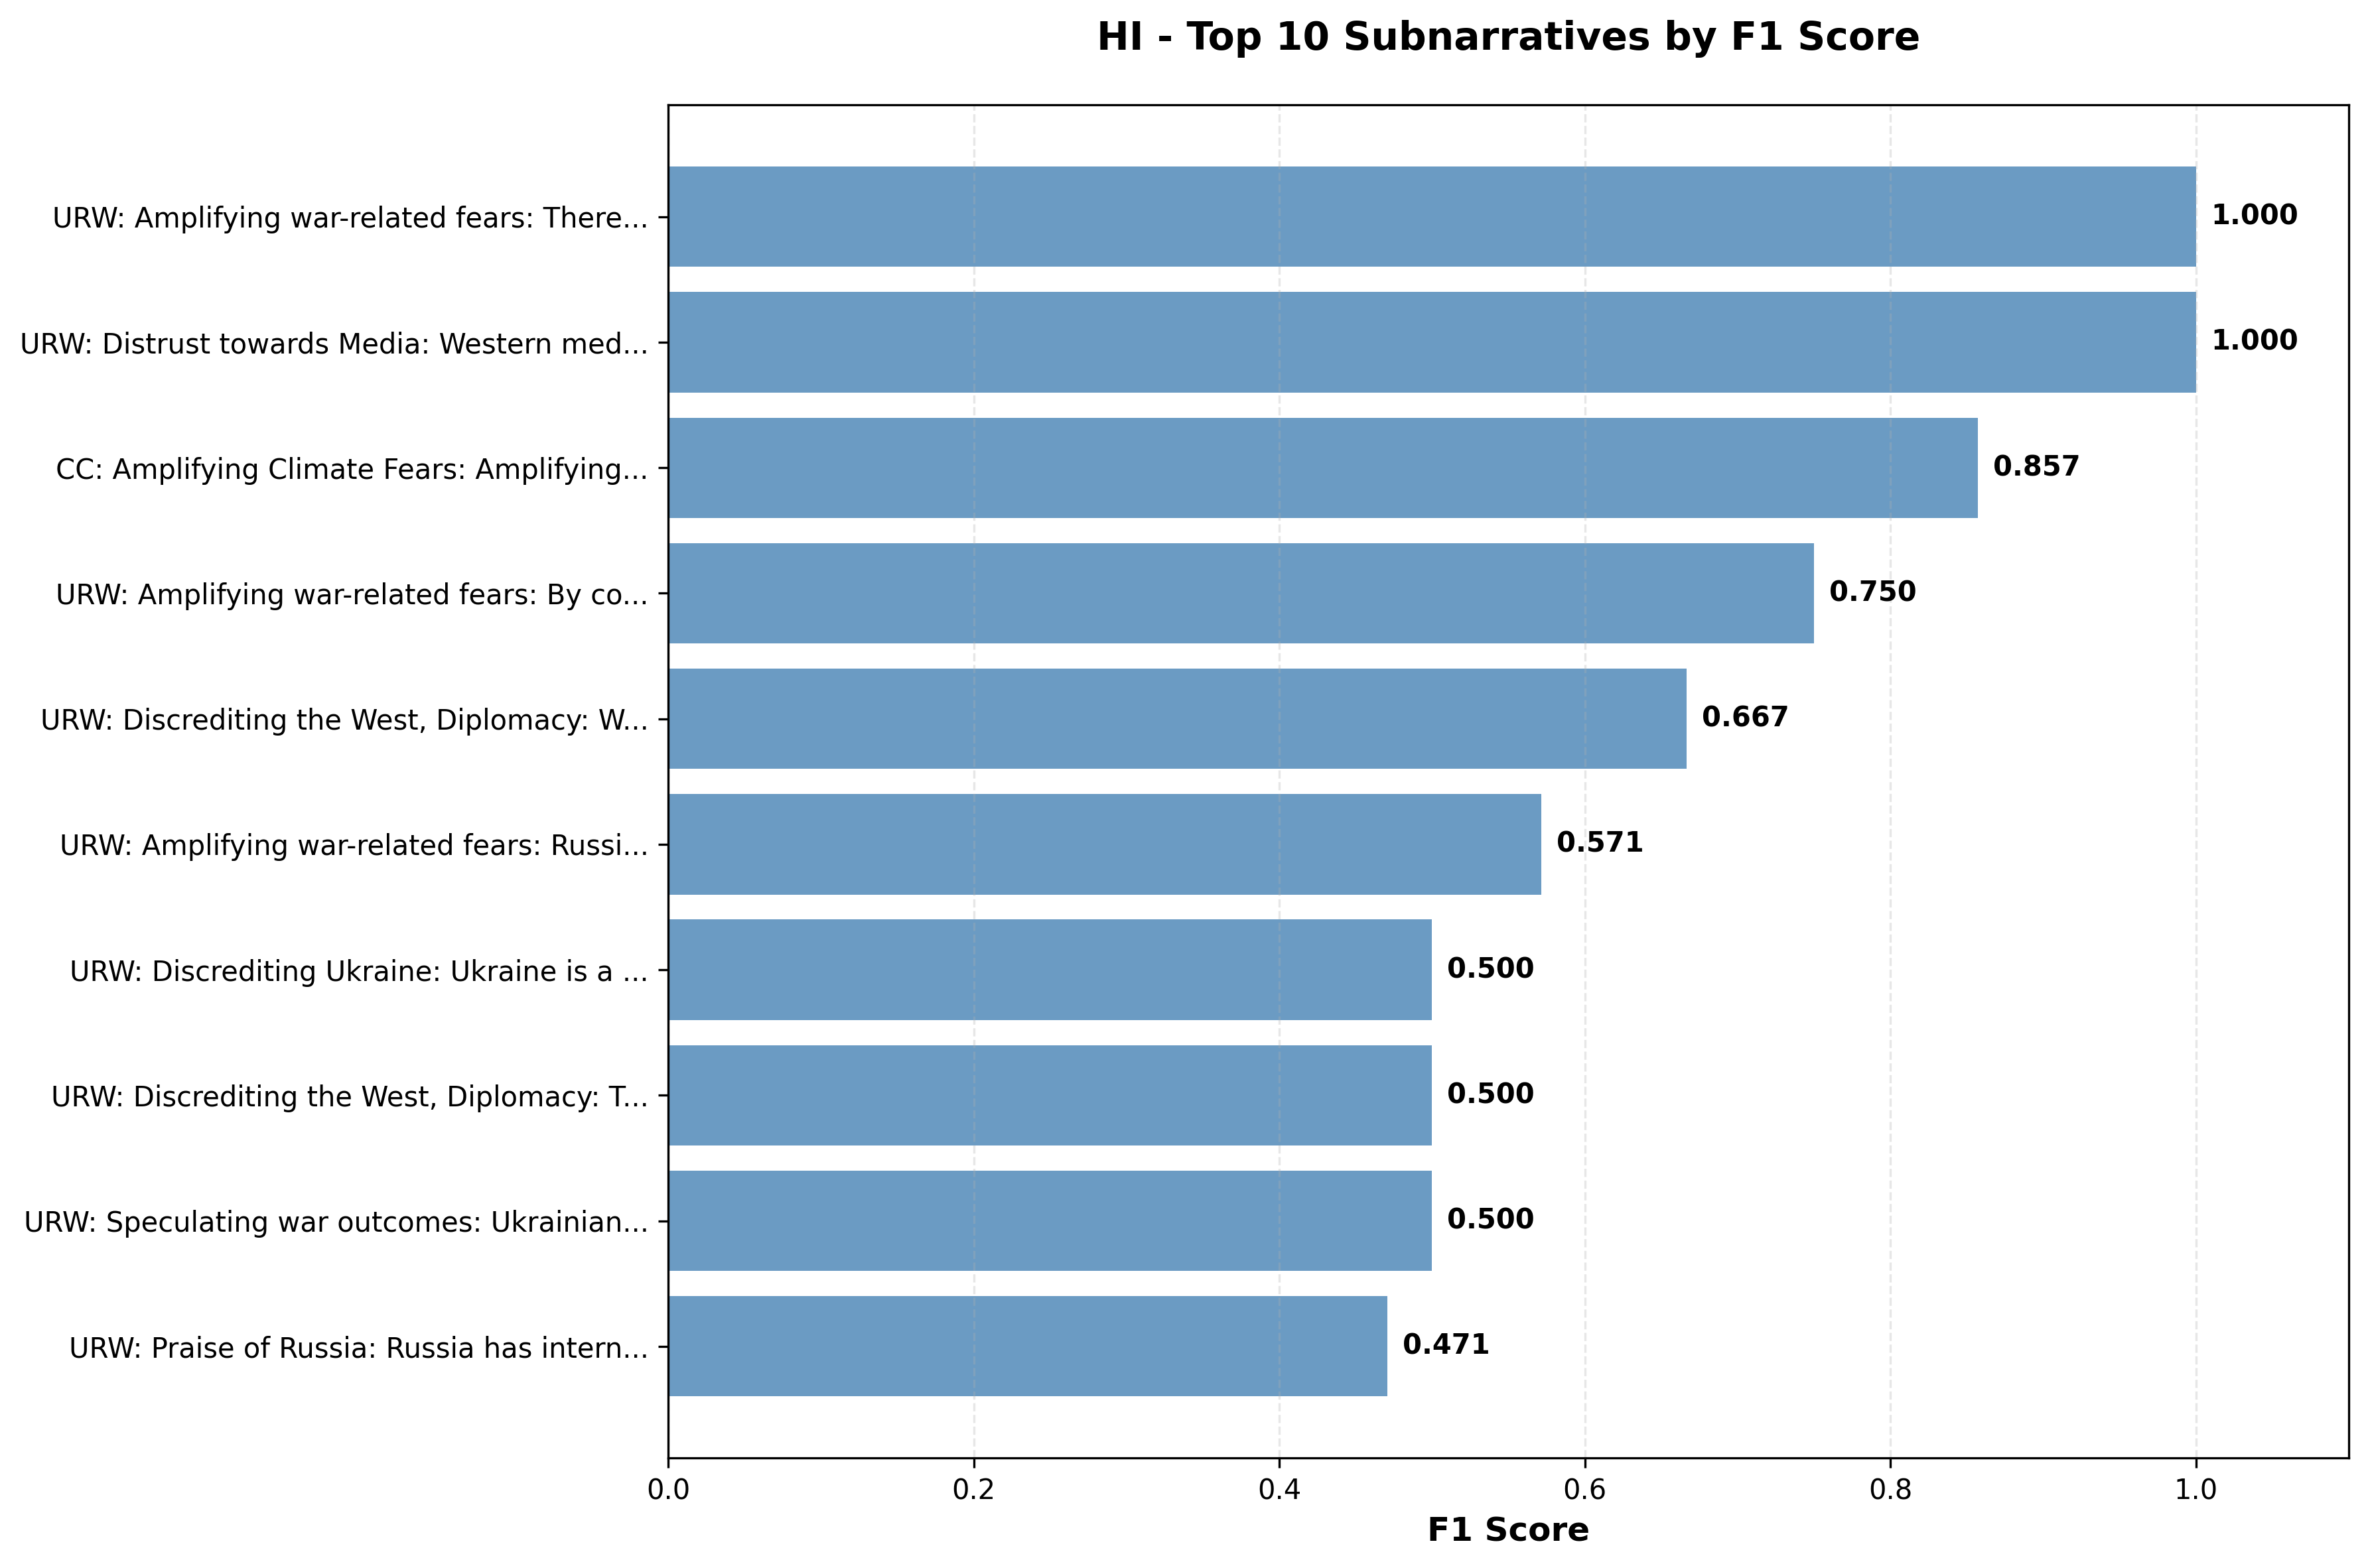 HI - Top 10 Subnarratives by F1 Score
URW: Amplifying war-related fears: There... 1.000
URW: Distrust towards Media: Western med... 1.000
CC: Amplifying Climate Fears: Amplifying... 0.857
URW: Amplifying war-related fears: By co... 0.750
URW: Discrediting the West, Diplomacy: W... 0.667
URW: Amplifying war-related fears: Russi... 0.571
URW: Discrediting Ukraine: Ukraine is a ... 0.500
URW: Discrediting the West, Diplomacy: T... 0.500
URW: Speculating war outcomes: Ukrainian... 0.500
URW: Praise of Russia: Russia has intern... 0.471
0.0 0.2 0.4 0.6 0.8 1.0
F1 Score